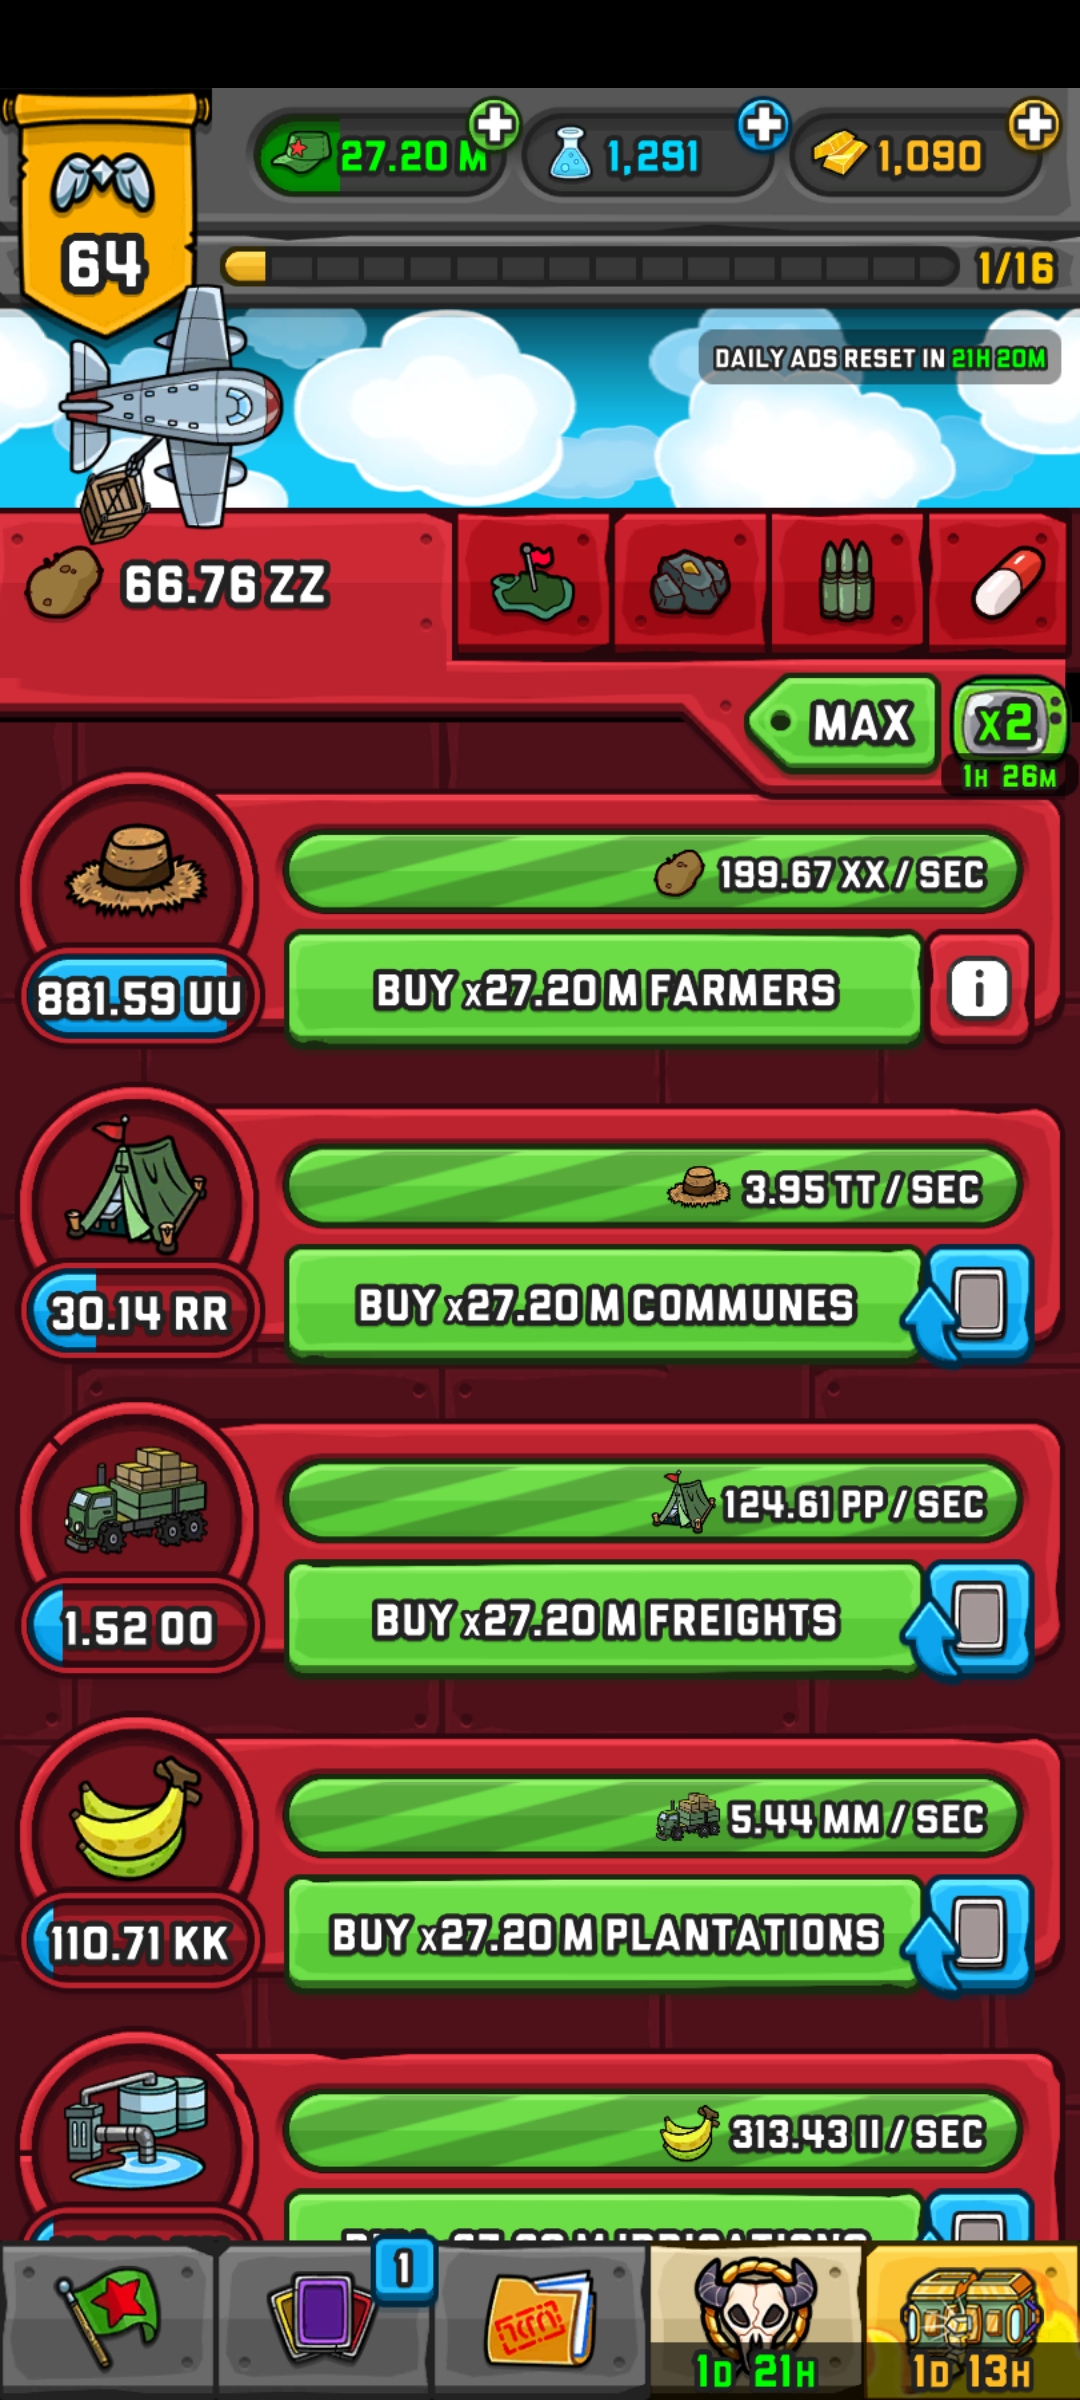 27.20 M
1,291
1,090
64
1/16
DAILY ADS RESET IN 21H 20M
66.76 ZZ
MAX
x2
1H 26M
199.67 XX / SEC
881.59 UU
BUY x27.20 M FARMERS
i
3.95 TT / SEC
30.14 RR
BUY x27.20 M COMMUNES
124.61 PP / SEC
1.52 OO
BUY x27.20 M FREIGHTS
5.44 MM / SEC
110.71 KK
BUY x27.20 M PLANTATIONS
313.43 II / SEC
1
1D 21H
1D 13H